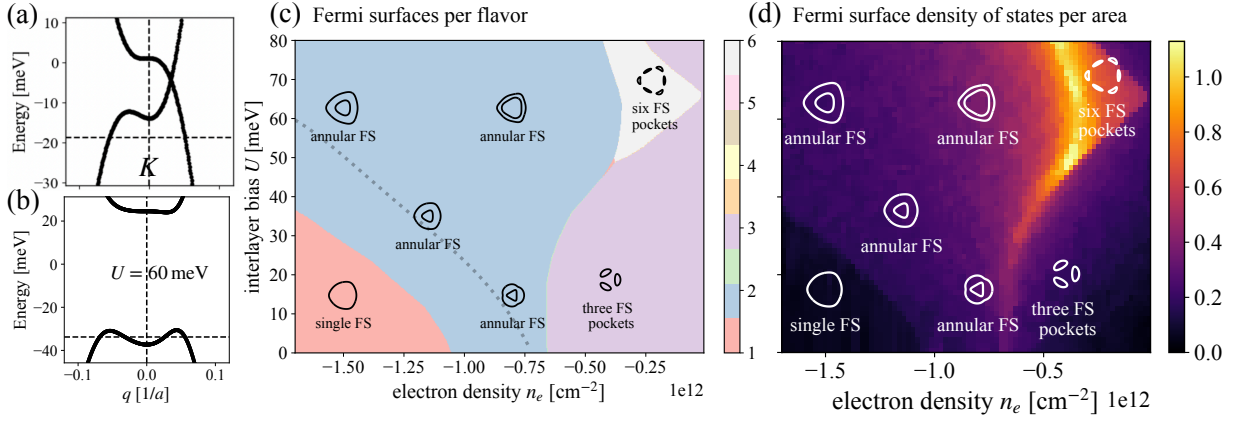 (a)
10
0
−10
−20
−30
Energy [meV]
K
(b)
20
0
−20
−40
Energy [meV]
U = 60 meV
−0.1
0.0
0.1
q [1/a]
(c) Fermi surfaces per flavor
80
70
60
50
40
30
20
10
0
interlayer bias U [meV]
annular FS
annular FS
six FS
pockets
annular FS
single FS
annular FS
three FS
pockets
−1.50
−1.25
−1.00
−0.75
−0.50
−0.25
electron density nₑ [cm⁻²]
1e12
6
5
4
3
2
1
(d) Fermi surface density of states per area
annular FS
annular FS
six FS
pockets
annular FS
single FS
annular FS
three FS
pockets
−1.5
−1.0
−0.5
electron density nₑ [cm⁻²] 1e12
1.0
0.8
0.6
0.4
0.2
0.0